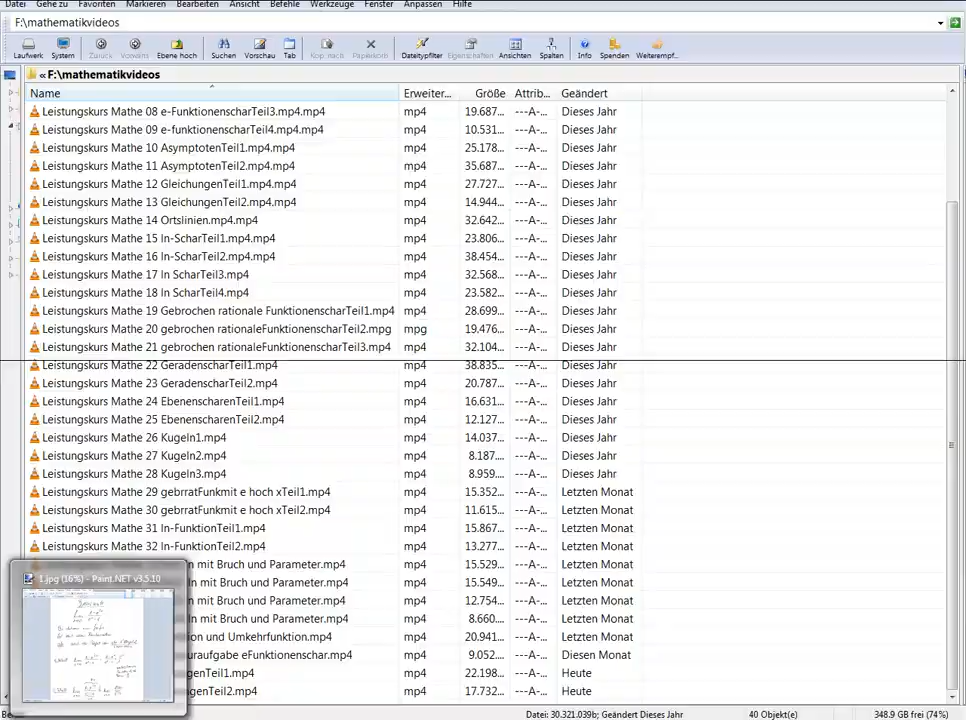 Datei Gehe zu Favoriten Markieren Bearbeiten Ansicht Befehle Werkzeuge Fenster Anpassen Hilfe
F:\mathematikvideos
Laufwerk System Zurück Vorwärts Ebene hoch Suchen Vorschau Tab Kop. nach Papierkorb Dateitypfilter Eigenschaften Ansichten Spalten Info Spenden Weiterempf...
« F:\mathematikvideos
Name Erweiter... Größe Attrib... Geändert
Leistungskurs Mathe 08 e-FunktionenscharTeil3.mp4.mp4 mp4 19.687... ---A-... Dieses Jahr
Leistungskurs Mathe 09 e-funktionenscharTeil4.mp4.mp4 mp4 10.531... ---A-... Dieses Jahr
Leistungskurs Mathe 10 AsymptotenTeil1.mp4.mp4 mp4 25.178... ---A-... Dieses Jahr
Leistungskurs Mathe 11 AsymptotenTeil2.mp4.mp4 mp4 35.687... ---A-... Dieses Jahr
Leistungskurs Mathe 12 GleichungenTeil1.mp4.mp4 mp4 27.727... ---A-... Dieses Jahr
Leistungskurs Mathe 13 GleichungenTeil2.mp4.mp4 mp4 14.944... ---A-... Dieses Jahr
Leistungskurs Mathe 14 Ortslinien.mp4.mp4 mp4 32.642... ---A-... Dieses Jahr
Leistungskurs Mathe 15 In-ScharTeil1.mp4.mp4 mp4 23.806... ---A-... Dieses Jahr
Leistungskurs Mathe 16 In-ScharTeil2.mp4.mp4 mp4 38.454... ---A-... Dieses Jahr
Leistungskurs Mathe 17 In ScharTeil3.mp4 mp4 32.568... ---A-... Dieses Jahr
Leistungskurs Mathe 18 In ScharTeil4.mp4 mp4 23.582... ---A-... Dieses Jahr
Leistungskurs Mathe 19 Gebrochen rationale FunktionenscharTeil1.mp4 mp4 28.699... ---A-... Dieses Jahr
Leistungskurs Mathe 20 gebrochen rationaleFunktionenscharTeil2.mpg mpg 19.476... ---A-... Dieses Jahr
Leistungskurs Mathe 21 gebrochen rationaleFunktionenscharTeil3.mp4 mp4 32.104... ---A-... Dieses Jahr
Leistungskurs Mathe 22 GeradenscharTeil1.mp4 mp4 38.835... ---A-... Dieses Jahr
Leistungskurs Mathe 23 GeradenscharTeil2.mp4 mp4 20.787... ---A-... Dieses Jahr
Leistungskurs Mathe 24 EbenenscharenTeil1.mp4 mp4 16.631... ---A-... Dieses Jahr
Leistungskurs Mathe 25 EbenenscharenTeil2.mp4 mp4 12.127... ---A-... Dieses Jahr
Leistungskurs Mathe 26 Kugeln1.mp4 mp4 14.037... ---A-... Dieses Jahr
Leistungskurs Mathe 27 Kugeln2.mp4 mp4 8.187... ---A-... Dieses Jahr
Leistungskurs Mathe 28 Kugeln3.mp4 mp4 8.959... ---A-... Dieses Jahr
Leistungskurs Mathe 29 gebrratFunkmit e hoch xTeil1.mp4 mp4 15.352... ---A-... Letzten Monat
Leistungskurs Mathe 30 gebrratFunkmit e hoch xTeil2.mp4 mp4 11.615... ---A-... Letzten Monat
Leistungskurs Mathe 31 In-FunktionTeil1.mp4 mp4 15.867... ---A-... Letzten Monat
Leistungskurs Mathe 32 In-FunktionTeil2.mp4 mp4 13.277... ---A-... Letzten Monat
In mit Bruch und Parameter.mp4 mp4 15.529... ---A-... Letzten Monat
In mit Bruch und Parameter.mp4 mp4 15.549... ---A-... Letzten Monat
In mit Bruch und Parameter.mp4 mp4 12.754... ---A-... Letzten Monat
In mit Bruch und Parameter.mp4 mp4 8.660... ---A-... Letzten Monat
ion und Umkehrfunktion.mp4 mp4 20.941... ---A-... Letzten Monat
uraufgabe eFunktionenschar.mp4 mp4 9.052... ---A-... Diesen Monat
ngenTeil1.mp4 mp4 22.198... ---A-... Heute
ngenTeil2.mp4 mp4 17.732... ---A-... Heute
1.jpg (16%) - Paint.NET v3.5.10
Datei: 30.321.039b; Geändert Dieses Jahr 40 Objekt(e) 348.9 GB frei (74%)